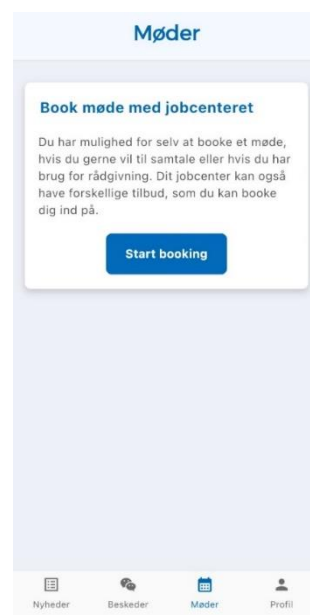 Møder
Book møde med jobcenteret
Du har mulighed for selv at booke et møde,
hvis du gerne vil til samtale eller hvis du har
brug for rådgivning. Dit jobcenter kan også
have forskellige tilbud, som du kan booke
dig ind på.
Start booking
Nyheder Beskeder Møder Profil